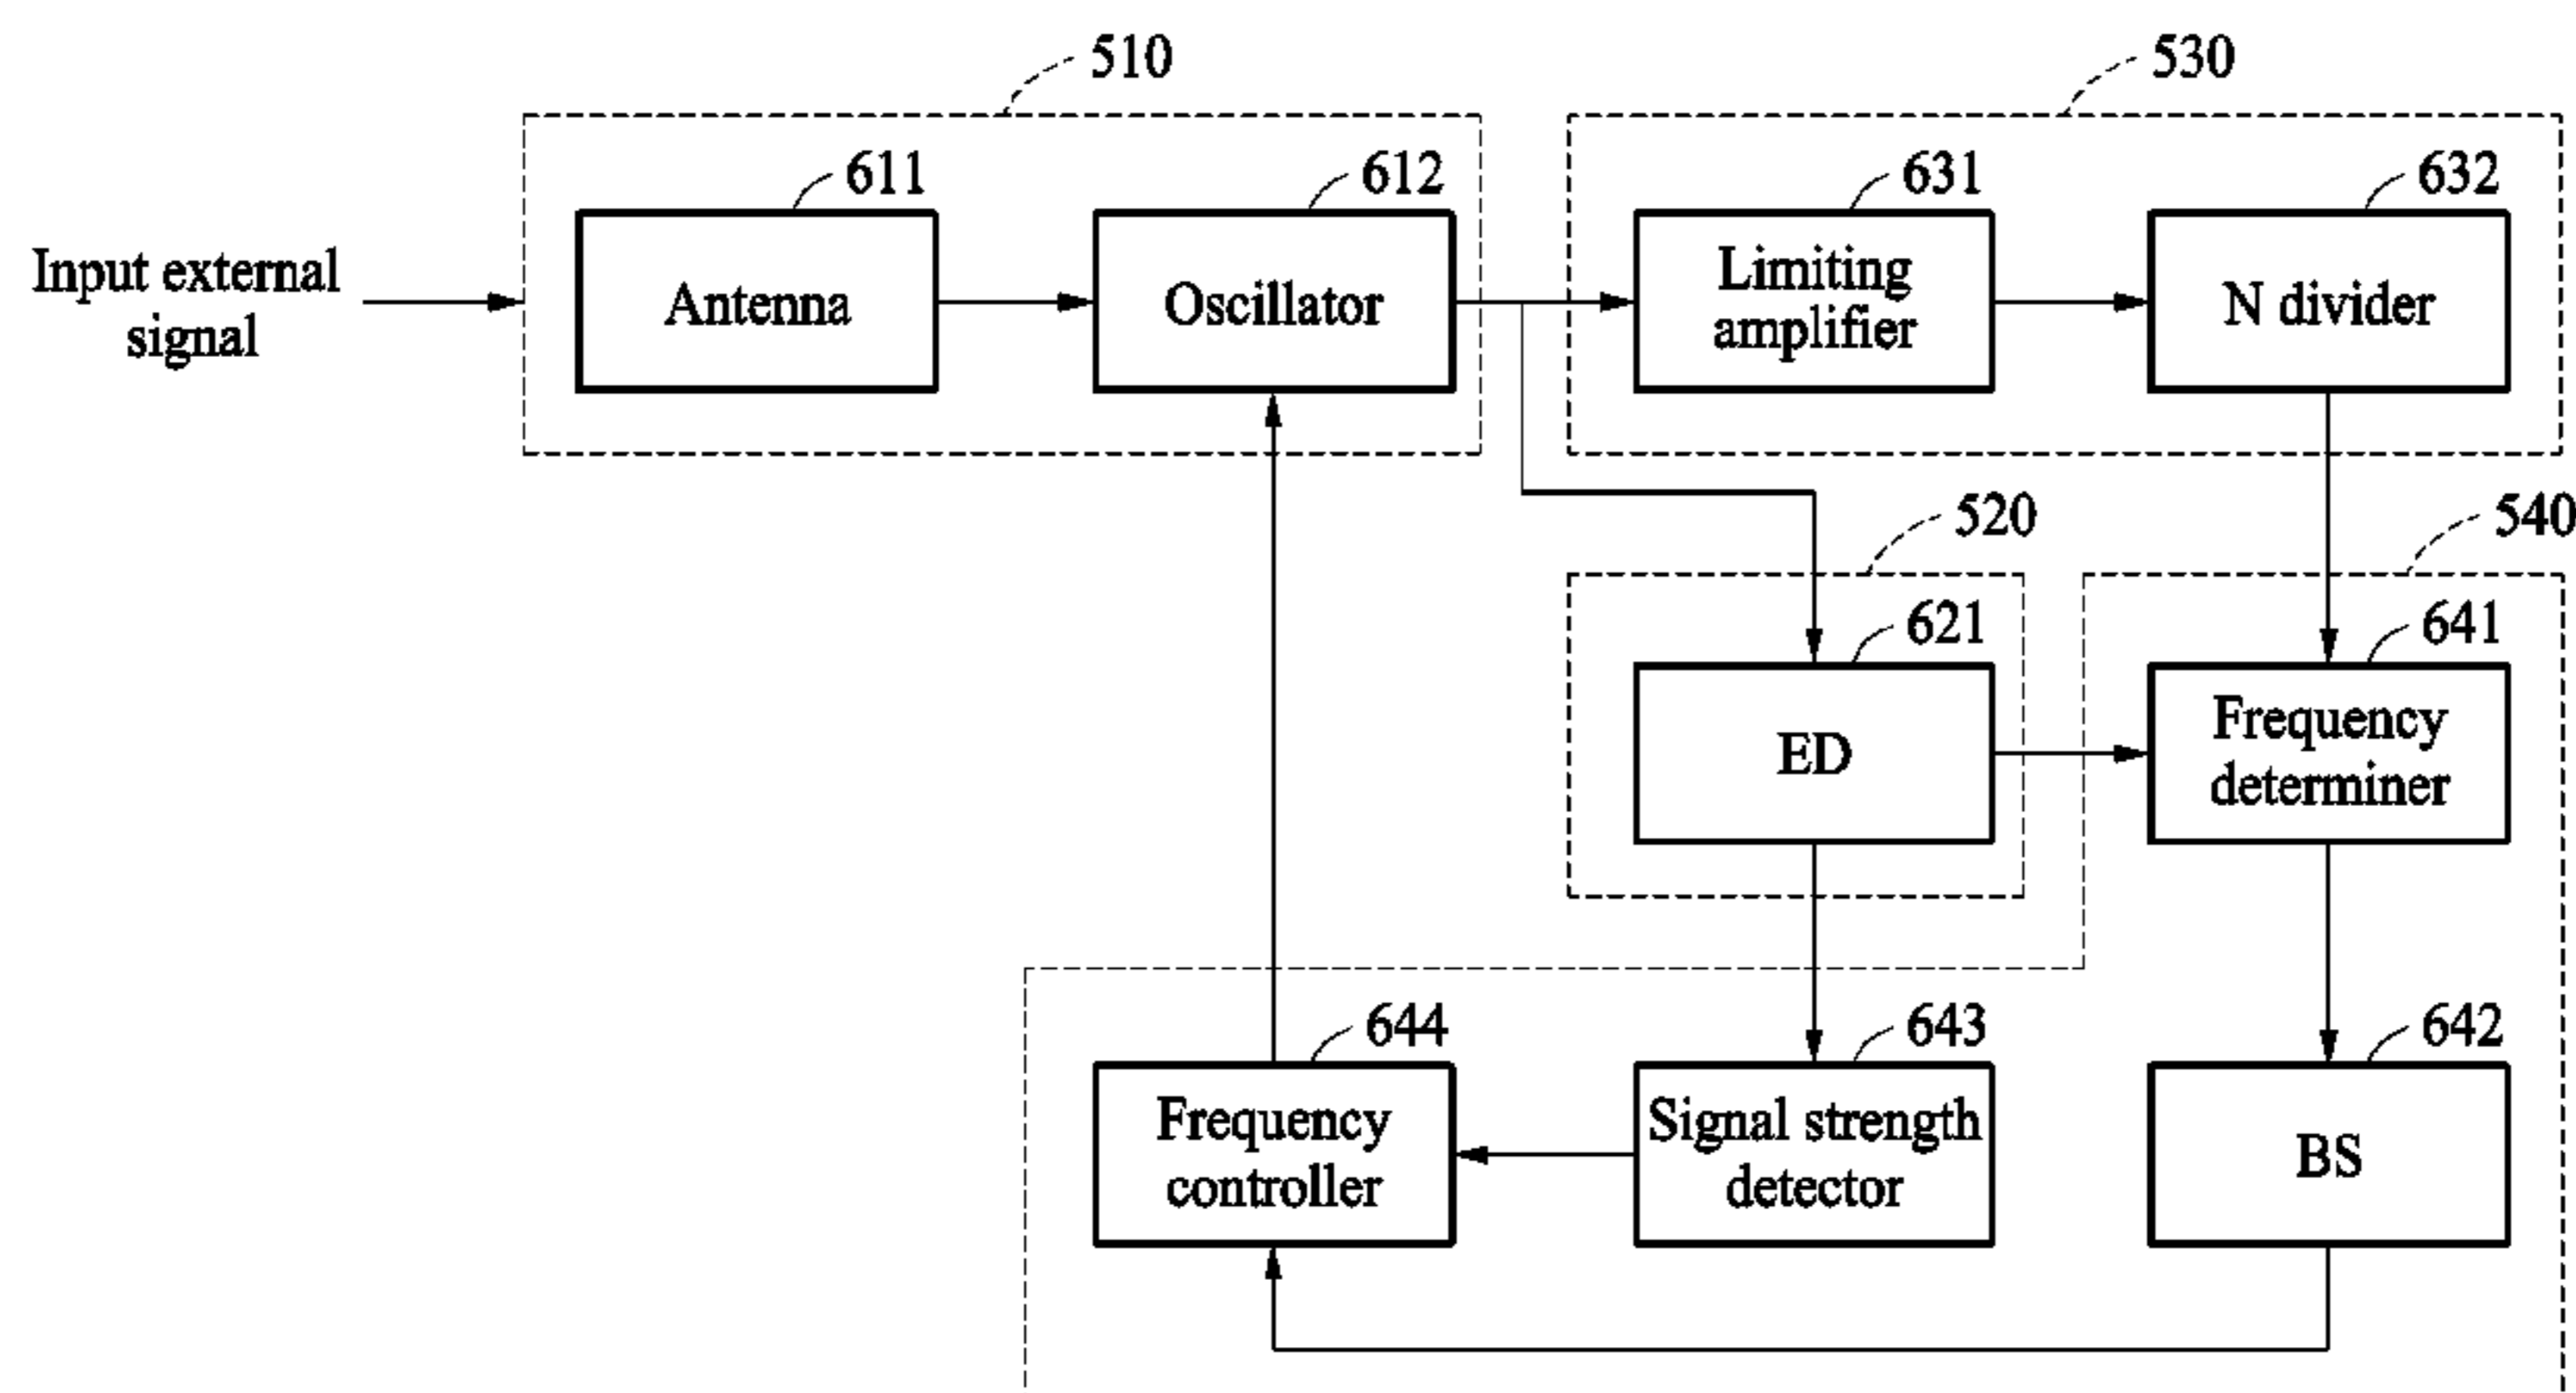 510
530
611
612
631
632
Input external
signal
Antenna
Oscillator
Limiting
amplifier
N divider
520
540
621
641
ED
Frequency
determiner
644
643
642
Frequency
controller
Signal strength
detector
BS